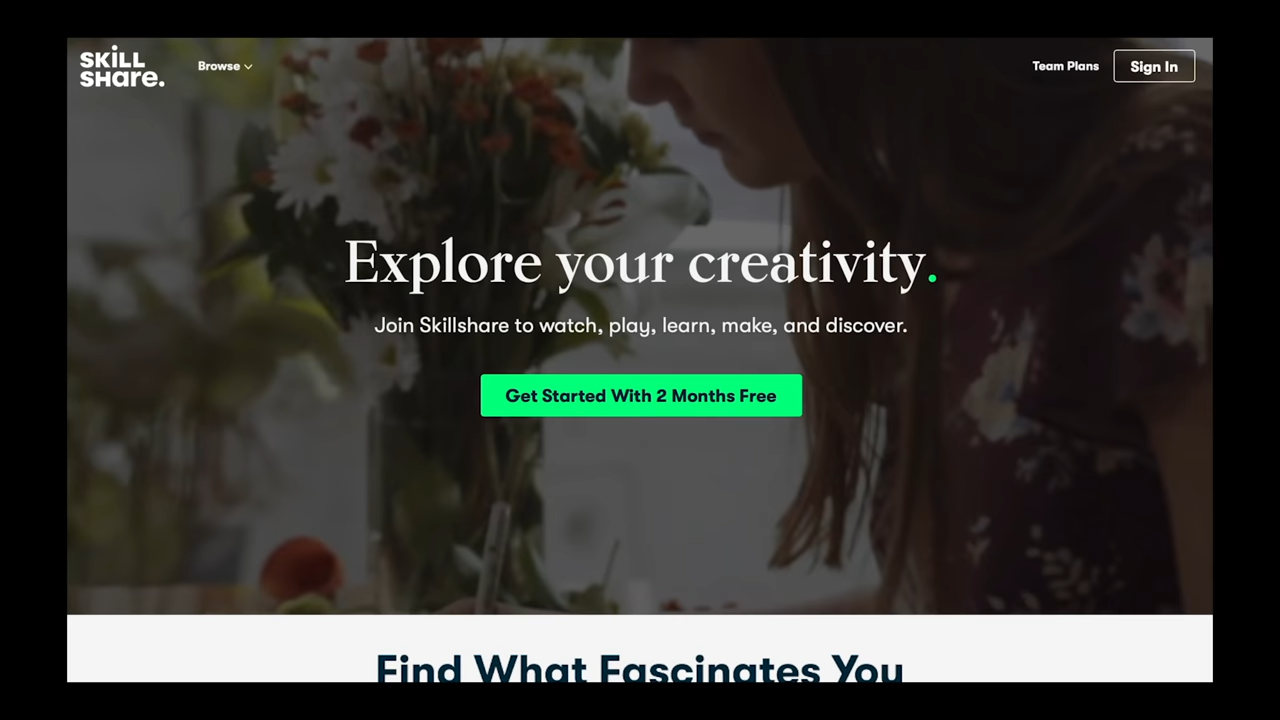 SKILL
SHare.
Browse
Team Plans
Sign In
Explore your creativity.
Join Skillshare to watch, play, learn, make, and discover.
Get Started With 2 Months Free
Find What Fascinates You